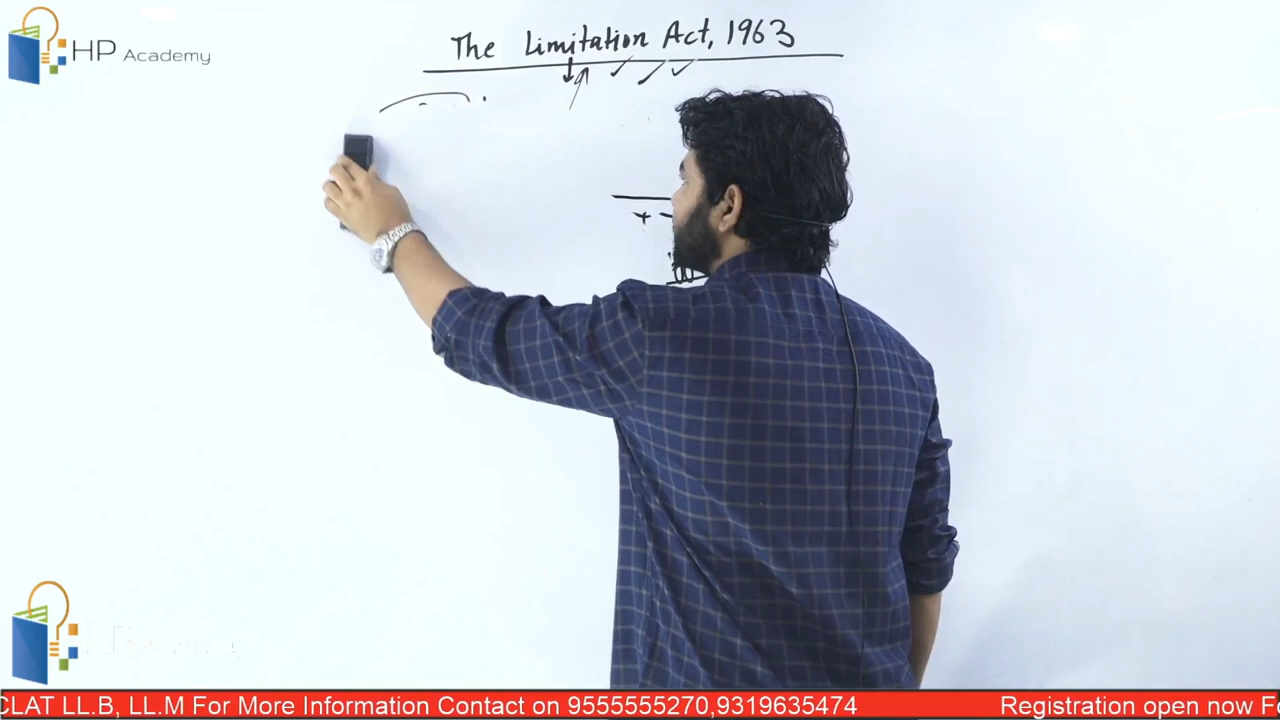 HP Academy
The Limitation Act, 1963
CLAT LL.B, LL.M For More Information Contact on 9555555270,9319635474 Registration open now Fo